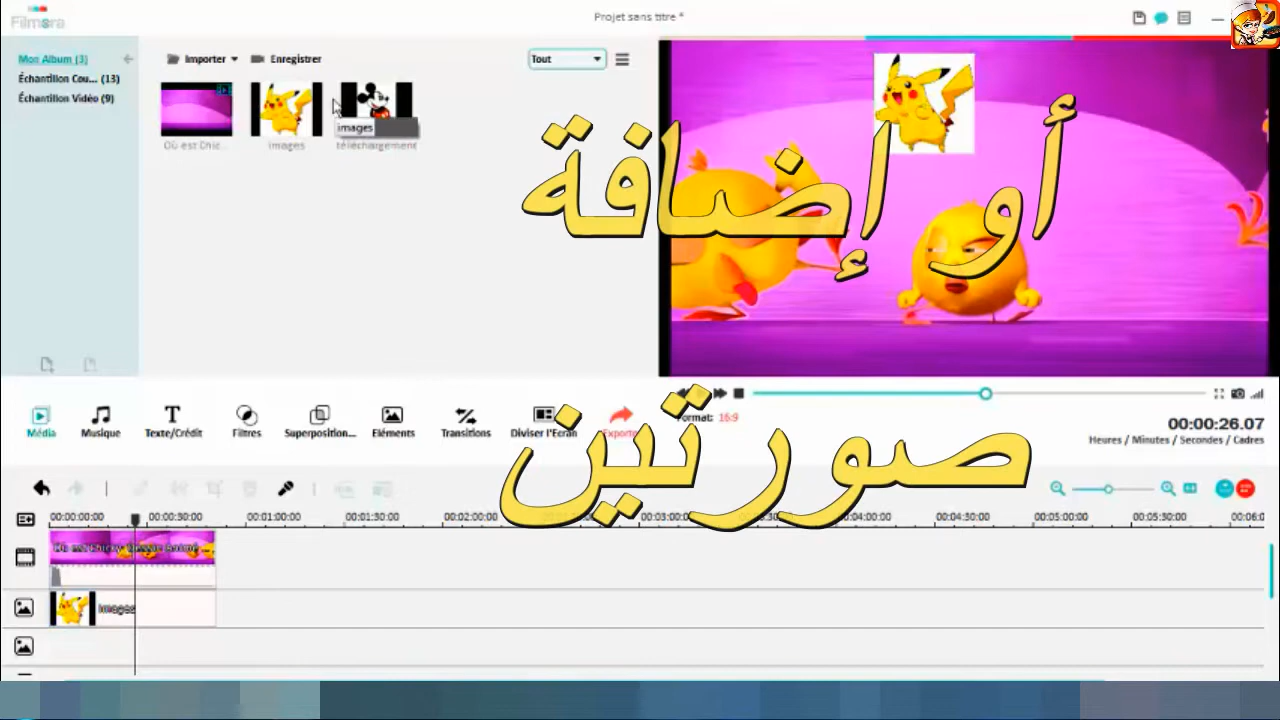 Filmora
Projet sans titre *
Mon Album (3)
Échantillon Cou... (13)
Échantillon Vidéo (9)
Importer
Enregistrer
Tout
Où est Chic...
images
téléchargement
images
أو إضافة
صورتين
Média
Musique
Texte/Crédit
Filtres
Superposition...
Eléments
Transitions
Diviser l'Ecran
Exporter
Format: 16:9
00:00:26.07
Heures / Minutes / Secondes / Cadres
00:00:00:00
00:00:30:00
00:01:00:00
00:01:30:00
00:02:00:00
00:03:00:00
00:04:00:00
00:04:30:00
00:05:00:00
00:05:30:00
00:06:0
Images